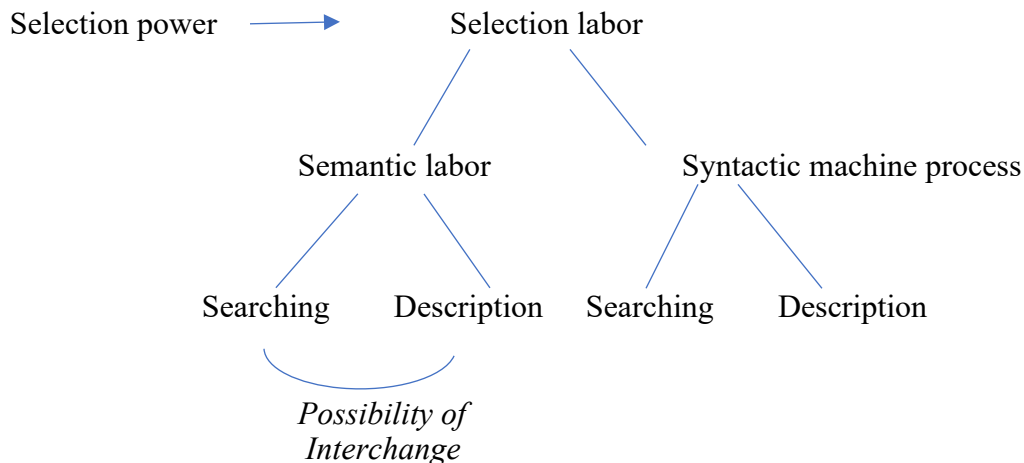 Selection power Selection labor
Semantic labor Syntactic machine process
Searching Description Searching Description
Possibility of
Interchange